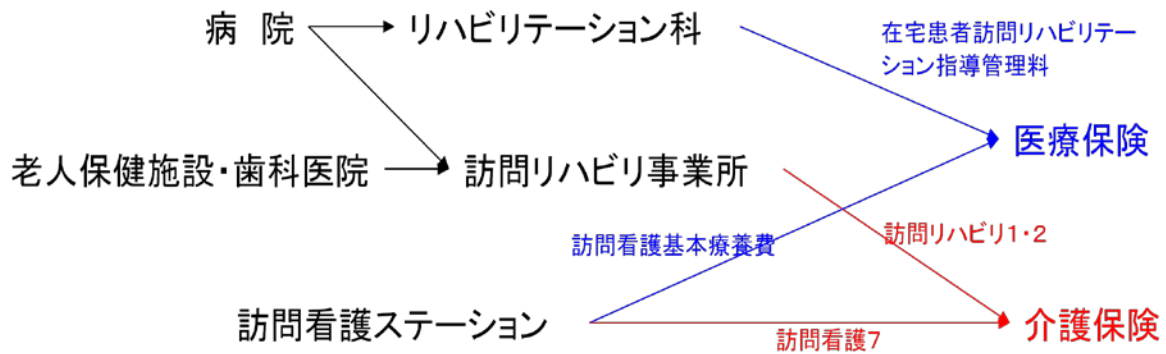 病 院
リハビリテーション科
在宅患者訪問リハビリテー
ション指導管理料
医療保険
老人保健施設・歯科医院
訪問リハビリ事業所
訪問看護基本療養費
訪問リハビリ1・2
訪問看護ステーション
訪問看護7
介護保険